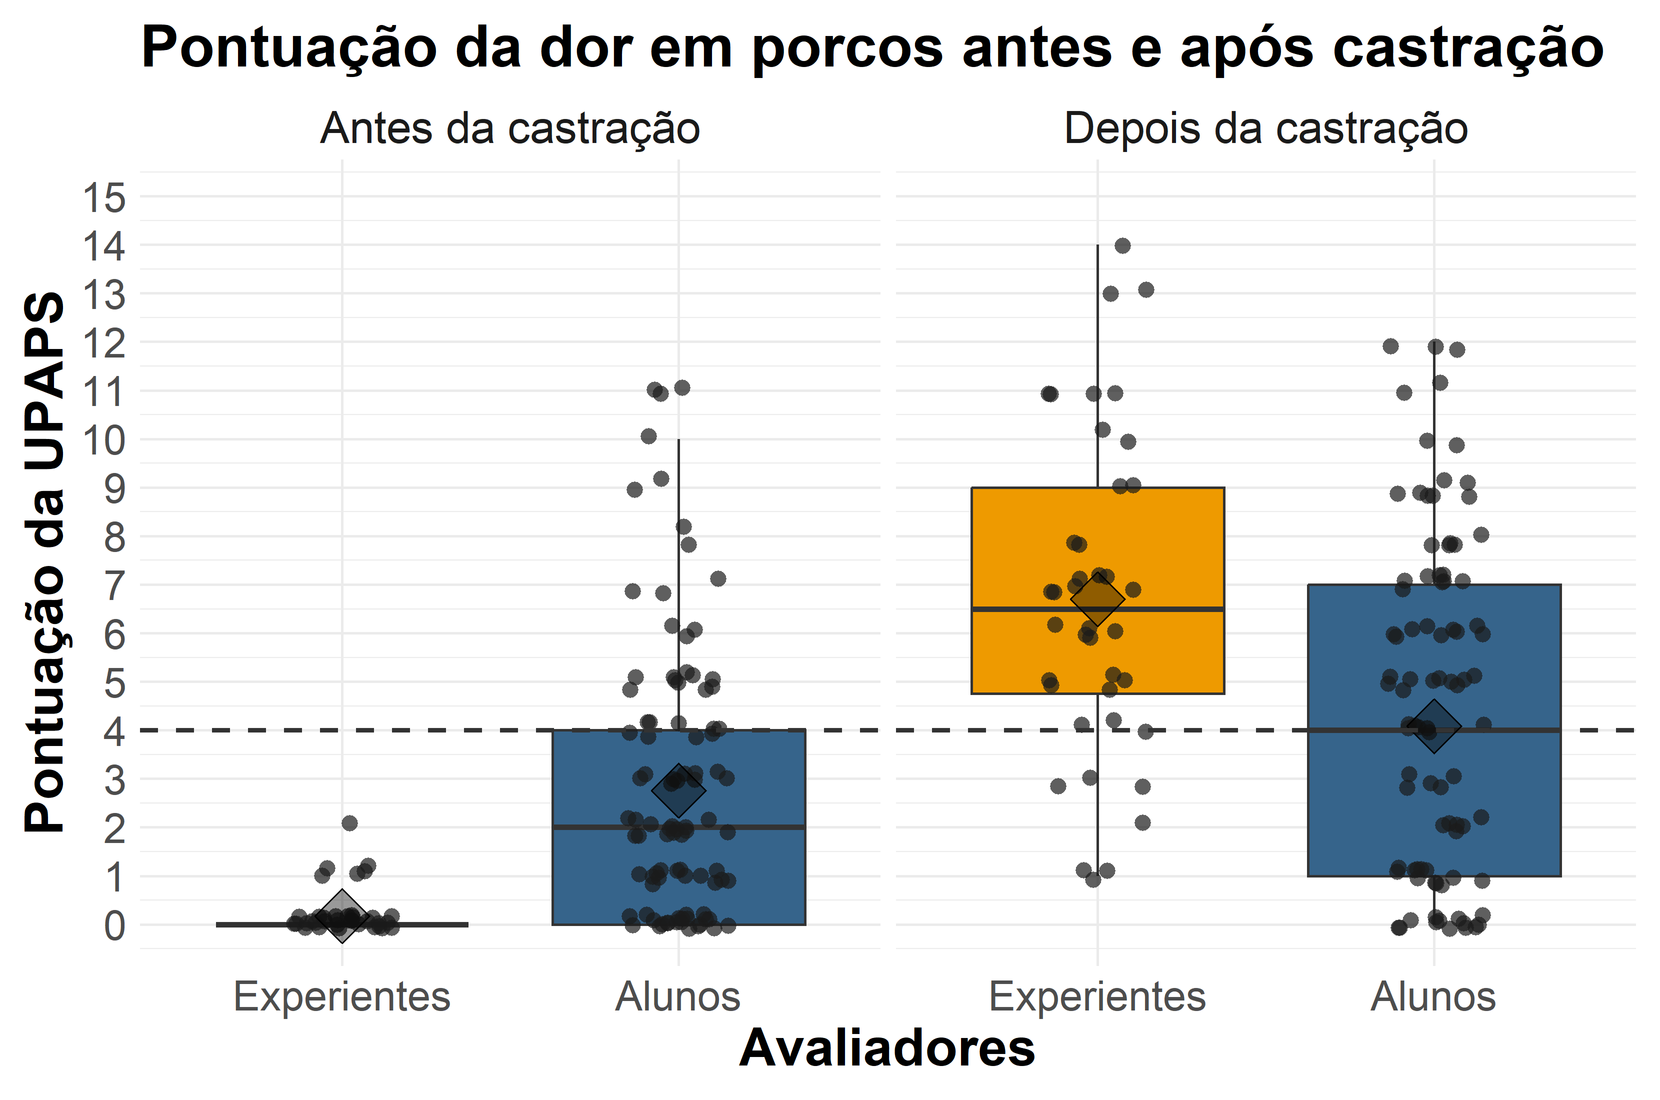 Pontuação da dor em porcos antes e após castração
Antes da castração
Depois da castração
Pontuação da UPAPS
15
14
13
12
11
10
9
8
7
6
5
4
3
2
1
0
Experientes
Alunos
Experientes
Alunos
Avaliadores